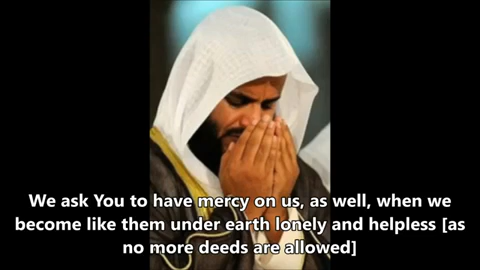 We ask You to have mercy on us, as well, when we
become like them under earth lonely and helpless [as
no more deeds are allowed]